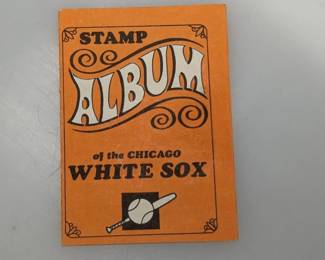 STAMP
ALBUM
of the CHICAGO
WHITE SOX